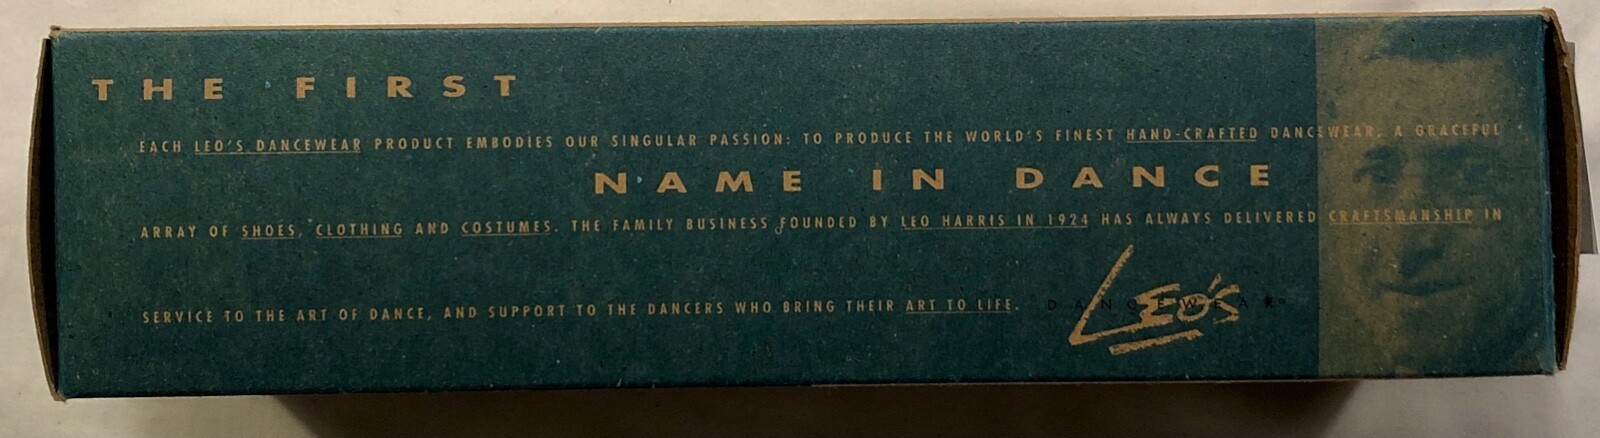 THE FIRST
EACH LEO'S DANCEWEAR PRODUCT EMBODIES OUR SINGULAR PASSION: TO PRODUCE THE WORLD'S FINEST HAND-CRAFTED DANCEWEAR. A GRACEFUL
NAME IN DANCE
ARRAY OF SHOES, CLOTHING AND COSTUMES. THE FAMILY BUSINESS FOUNDED BY LEO HARRIS IN 1924 HAS ALWAYS DELIVERED CRAFTSMANSHIP IN
SERVICE TO THE ART OF DANCE, AND SUPPORT TO THE DANCERS WHO BRING THEIR ART TO LIFE.
LEO'S
DANCEWEAR